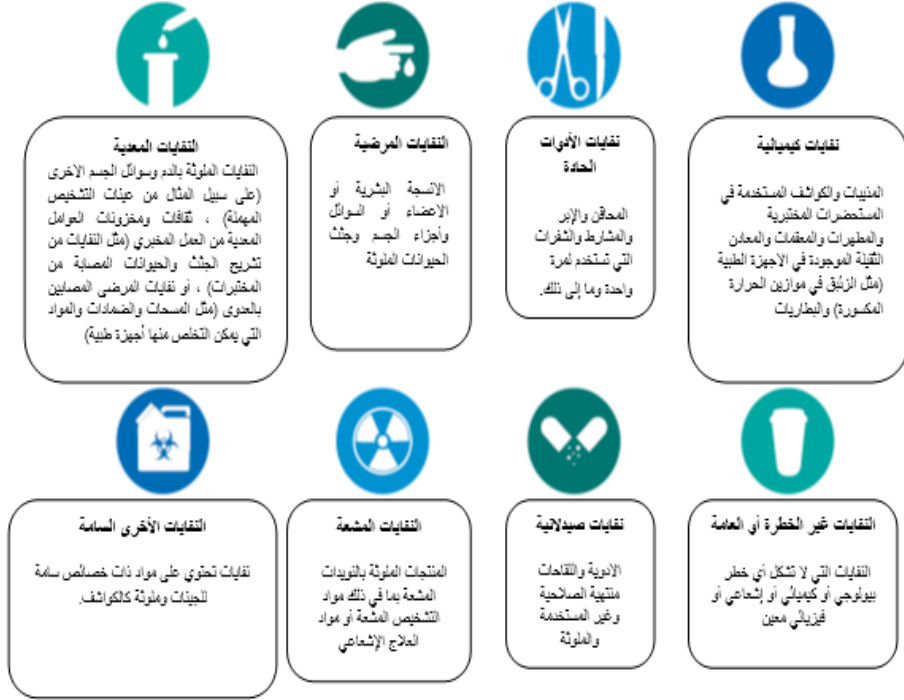 نفايات كيميائية
المذيبات والكواشف المستخدمة في
المستحضرات المختبرية
والمطهرات والمعقمات والمعادن
الثقيلة الموجودة في الاجهزة الطبية
(مثل الزئبق في موازين الحرارة
المكسورة) والبطاريات
نفايات الأدوات
الحادة
المحاقن والإبر
والمشارط والشفرات
التي تستخدم لمرة
واحدة وما إلى ذلك.
النفايات المرضية
الانسجة البشرية أو
الاعضاء أو السوائل
وأجزاء الجسم وجثث
الحيوانات الملوثة
النفايات المعدية
النفايات الملوثة بالدم وسوائل الجسم الاخرى
(على سبيل المثال من عينات التشخيص
المهملة) ، ثقافات ومخزونات العوامل
المعدية من العمل المخبري (مثل النفايات من
تشريح الجثث والحيوانات المصابة من
المختبرات) ، أو نفايات المرضى المصابين
بالعدوى (مثل المسحات والضمادات والمواد
التي يمكن التخلص منها أجهزة طبية)
النفايات غير الخطرة أو العامة
النفايات التي لا تشكل أي خطر
بيولوجي أو كيميائي أو إشعاعي أو
فيزيائي معين
نفايات صيدلانية
الادوية واللقاحات
منتهية الصلاحية
وغير المستخدمة
والملوثة
النفايات المشعة
المنتجات الملوثة بالنويدات
المشعة بما في ذلك مواد
التشخيص المشعة أو مواد
العلاج الإشعاعي
النفايات الأخرى السامة
نفايات تحتوي على مواد ذات خصائص سامة
للجينات وملوثة كالكواشف.